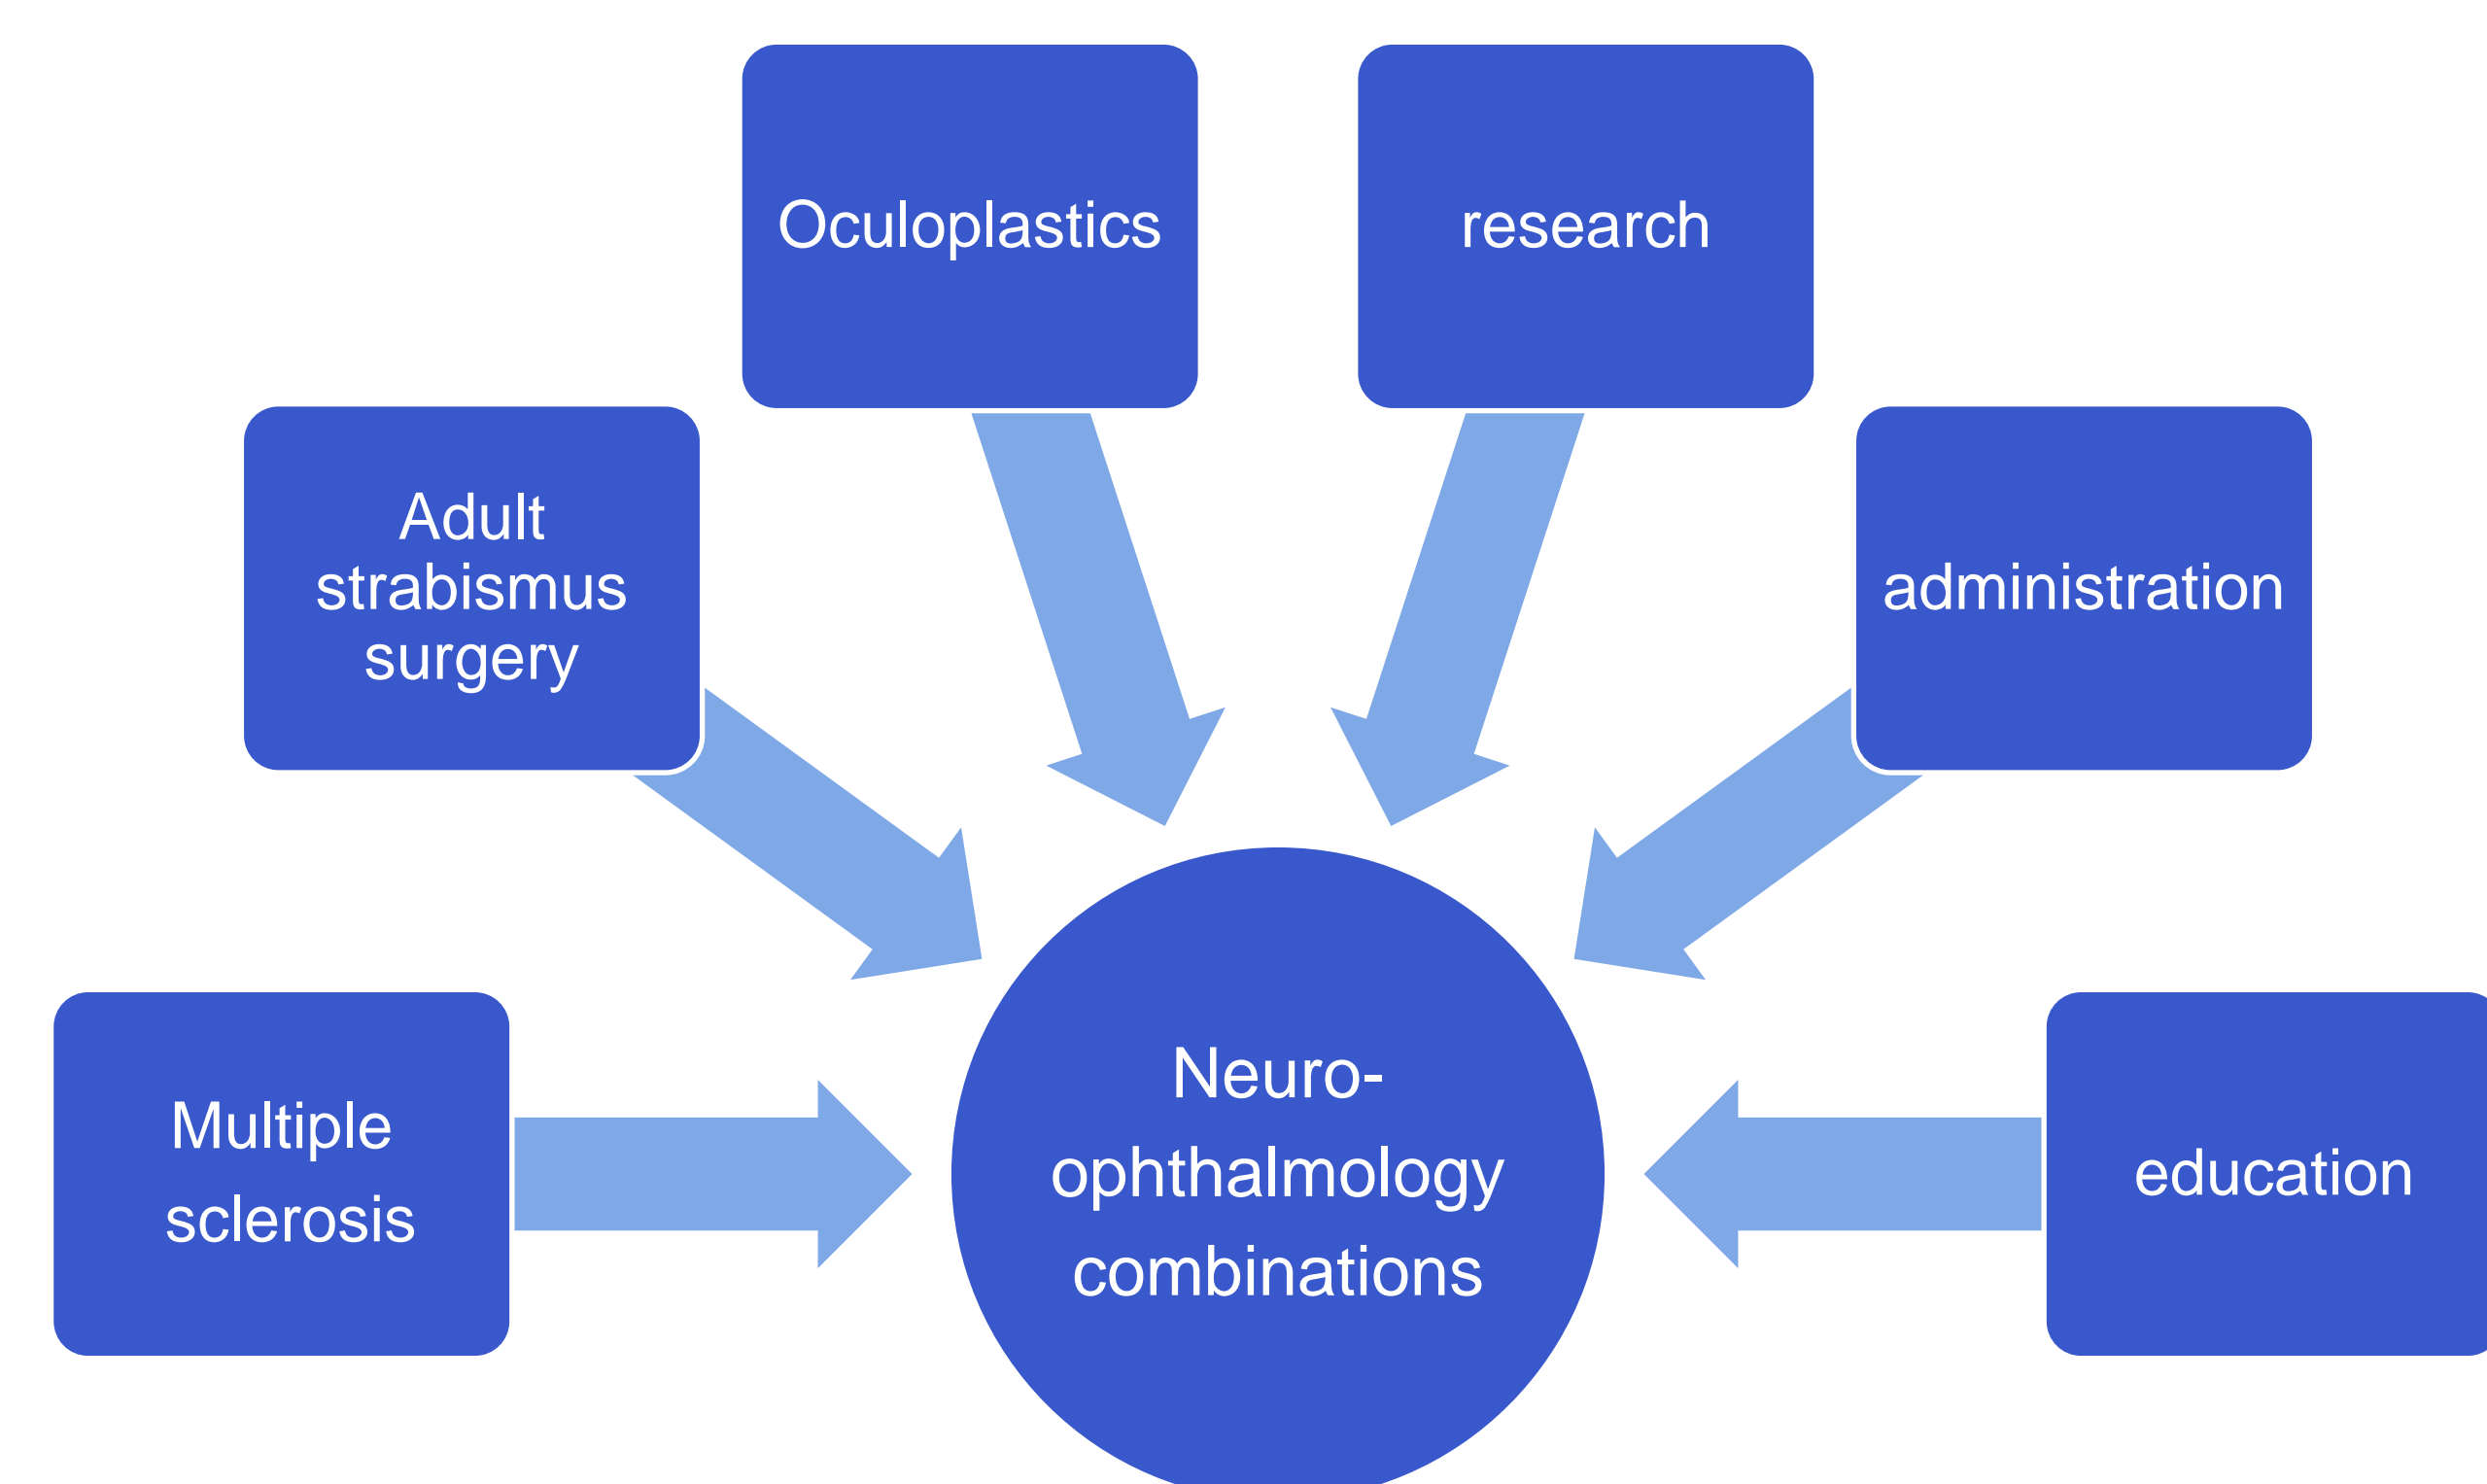 Oculoplastics
research
Adult
strabismus
surgery
administration
Multiple
sclerosis
Neuro-
ophthalmology
combinations
education